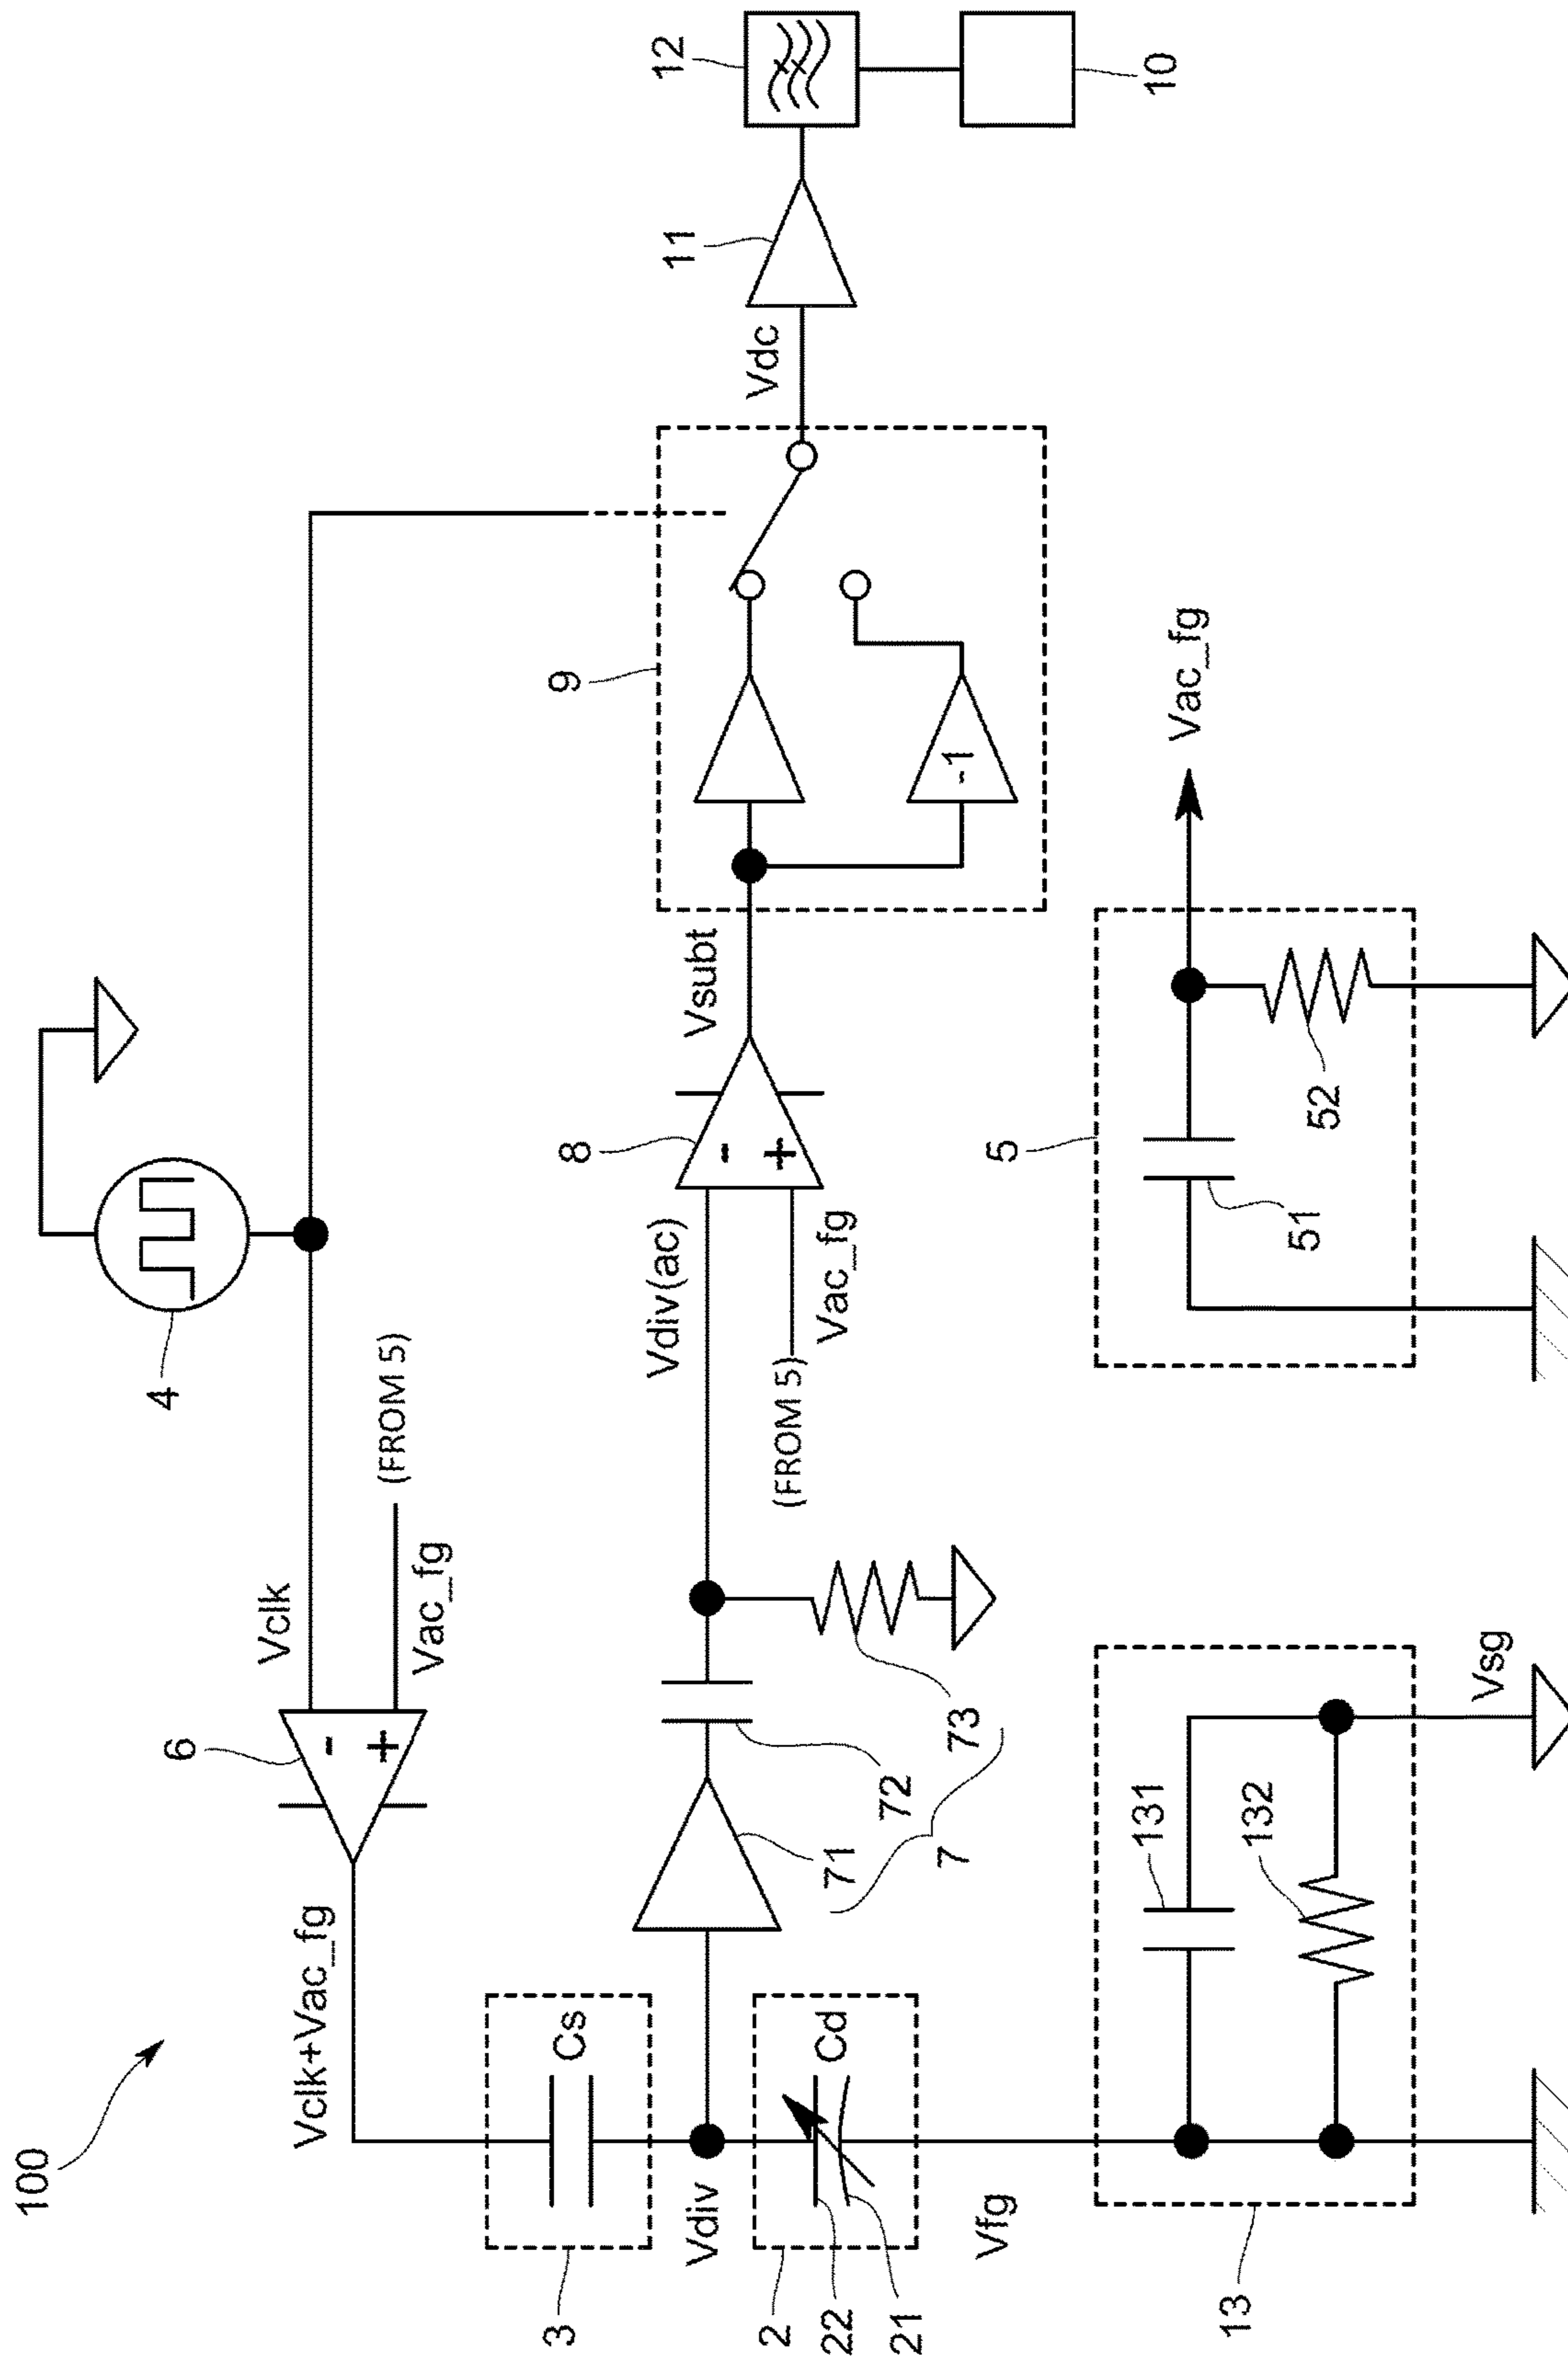 100
4
Vclk
(FROM 5)
Vac_fg
6
-
+
Vclk+Vac_fg
3
Cs
Vdiv
2
Cd
22
21
Vfg
71
72
73
7
Vdiv(ac)
(FROM 5)
Vac_fg
8
-
+
Vsubt
9
-1
Vdc
11
12
10
13
131
132
Vsg
5
51
52
Vac_fg